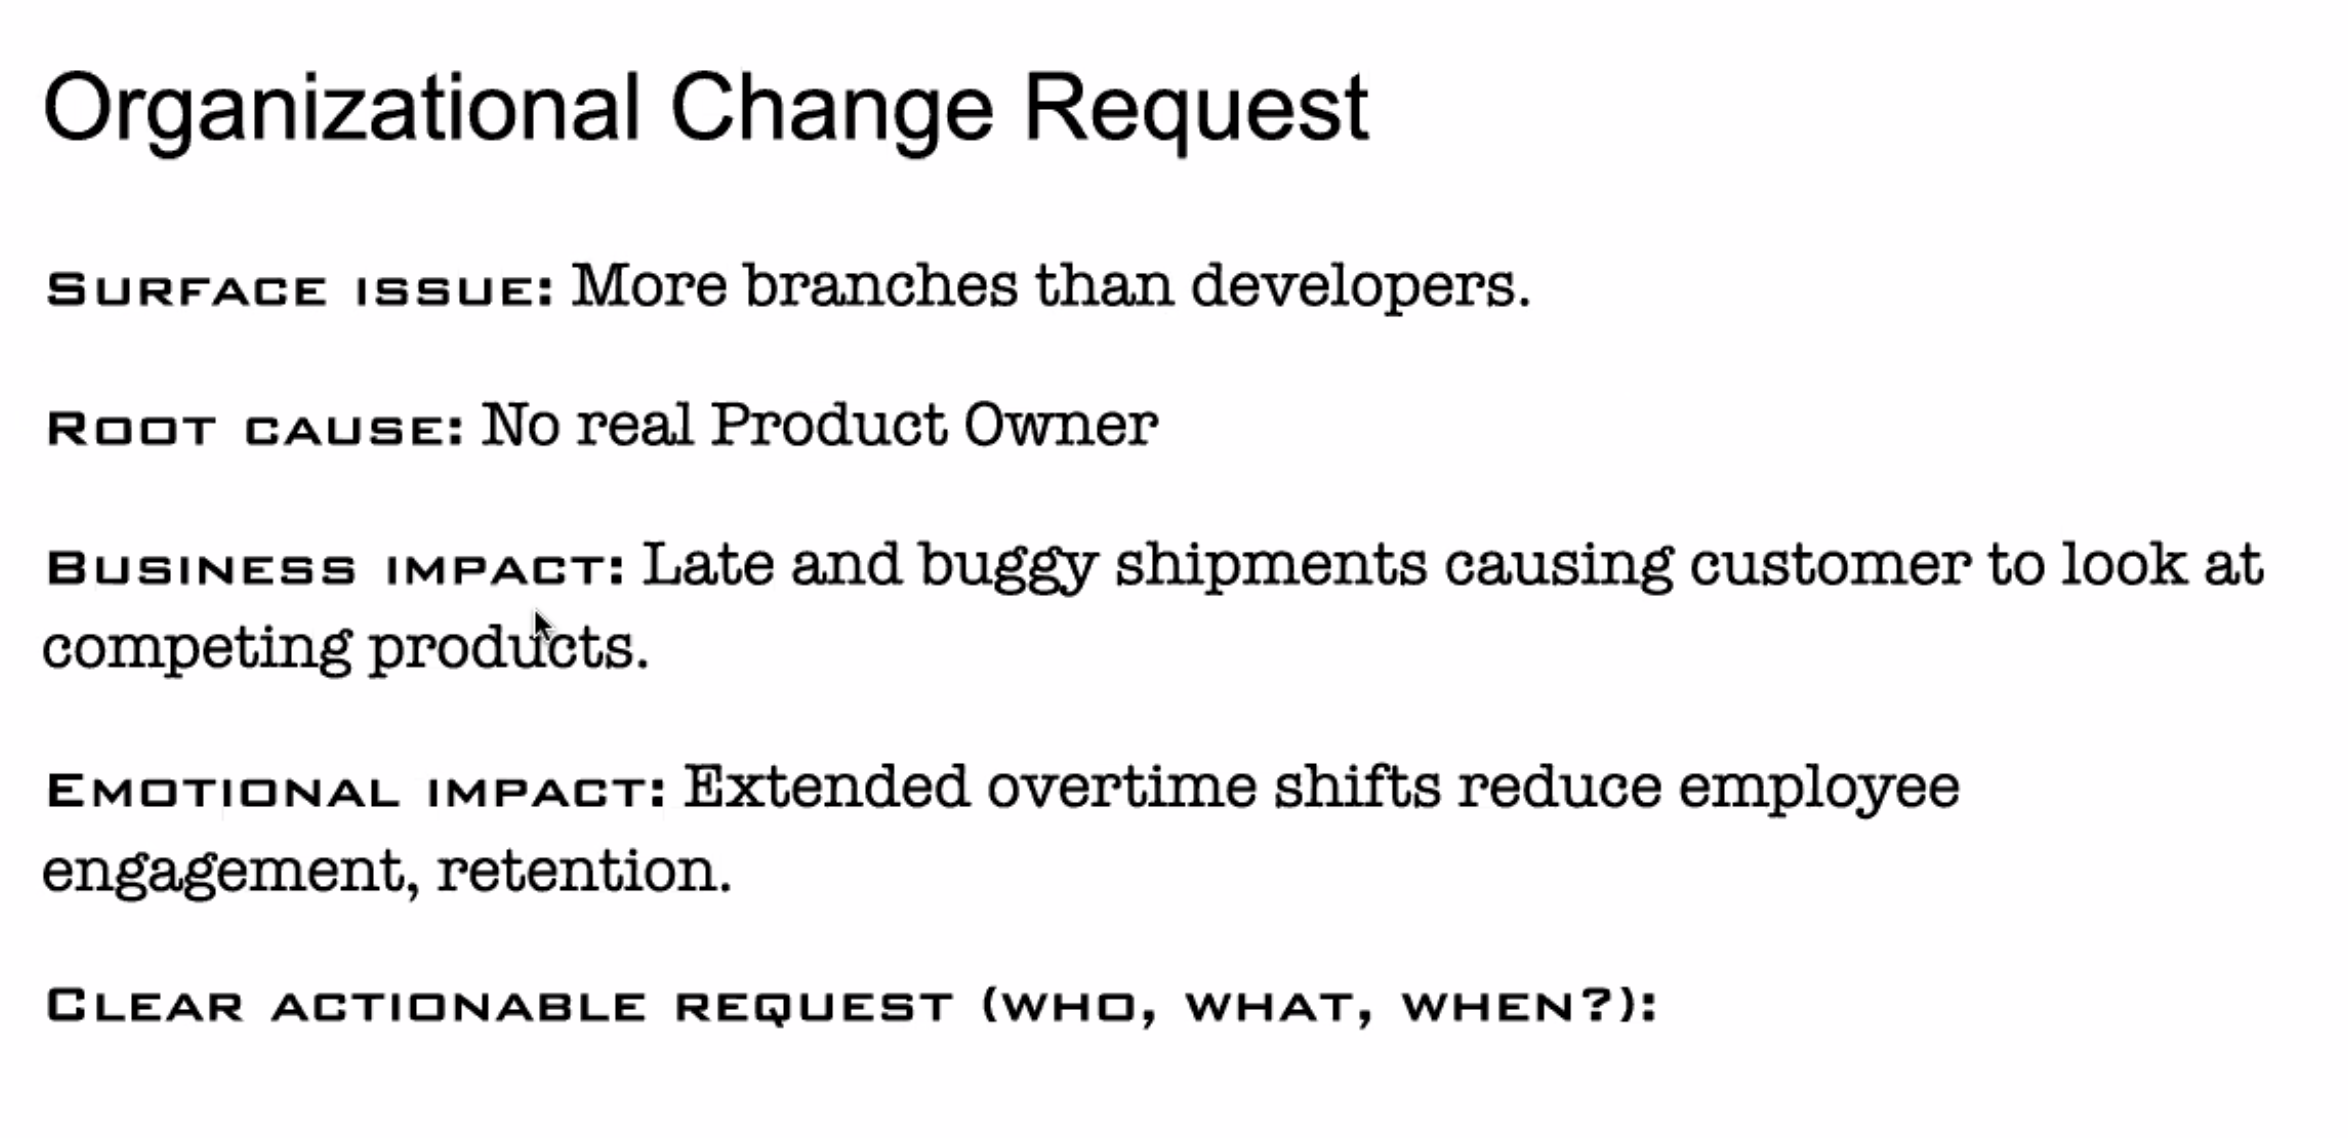 Organizational Change Request
Surface issue: More branches than developers.
Root cause: No real Product Owner
Business impact: Late and buggy shipments causing customer to look at
competing products.
Emotional impact: Extended overtime shifts reduce employee
engagement, retention.
Clear actionable request (who, what, when?):